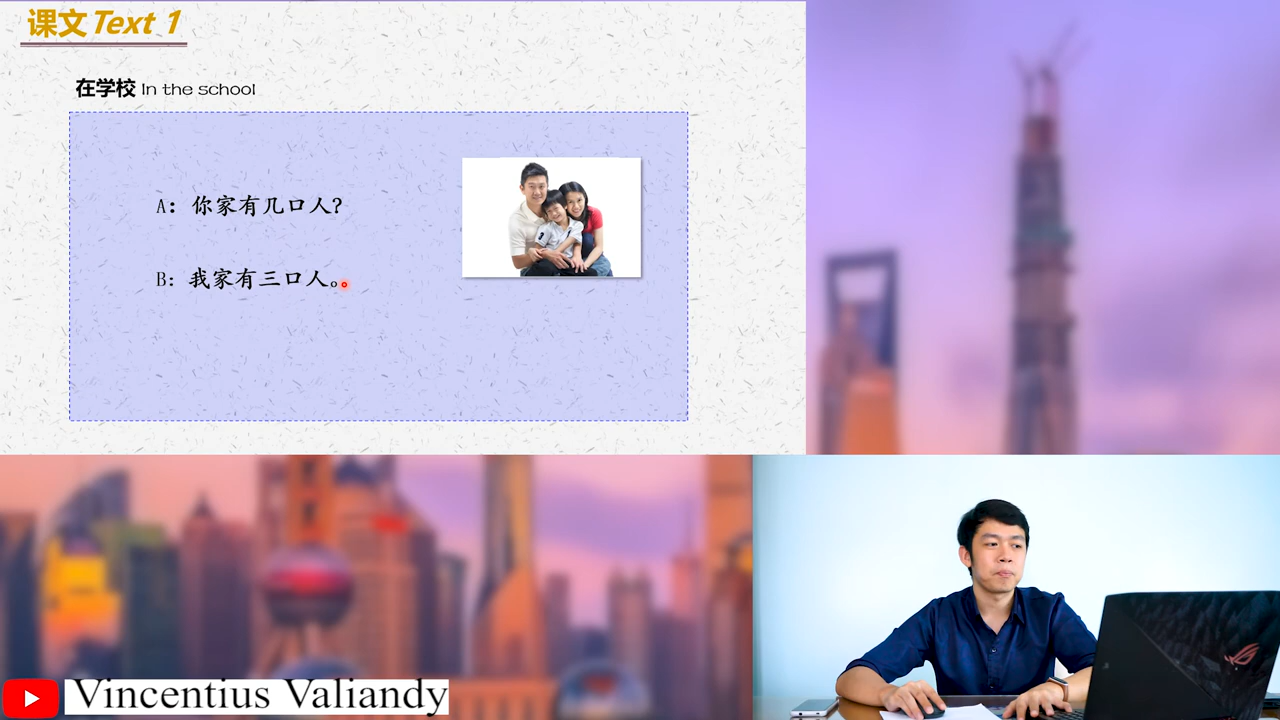 课文 Text 1
在学校 In the school
A: 你家有几口人?
B: 我家有三口人。
Vincentius Valiandy